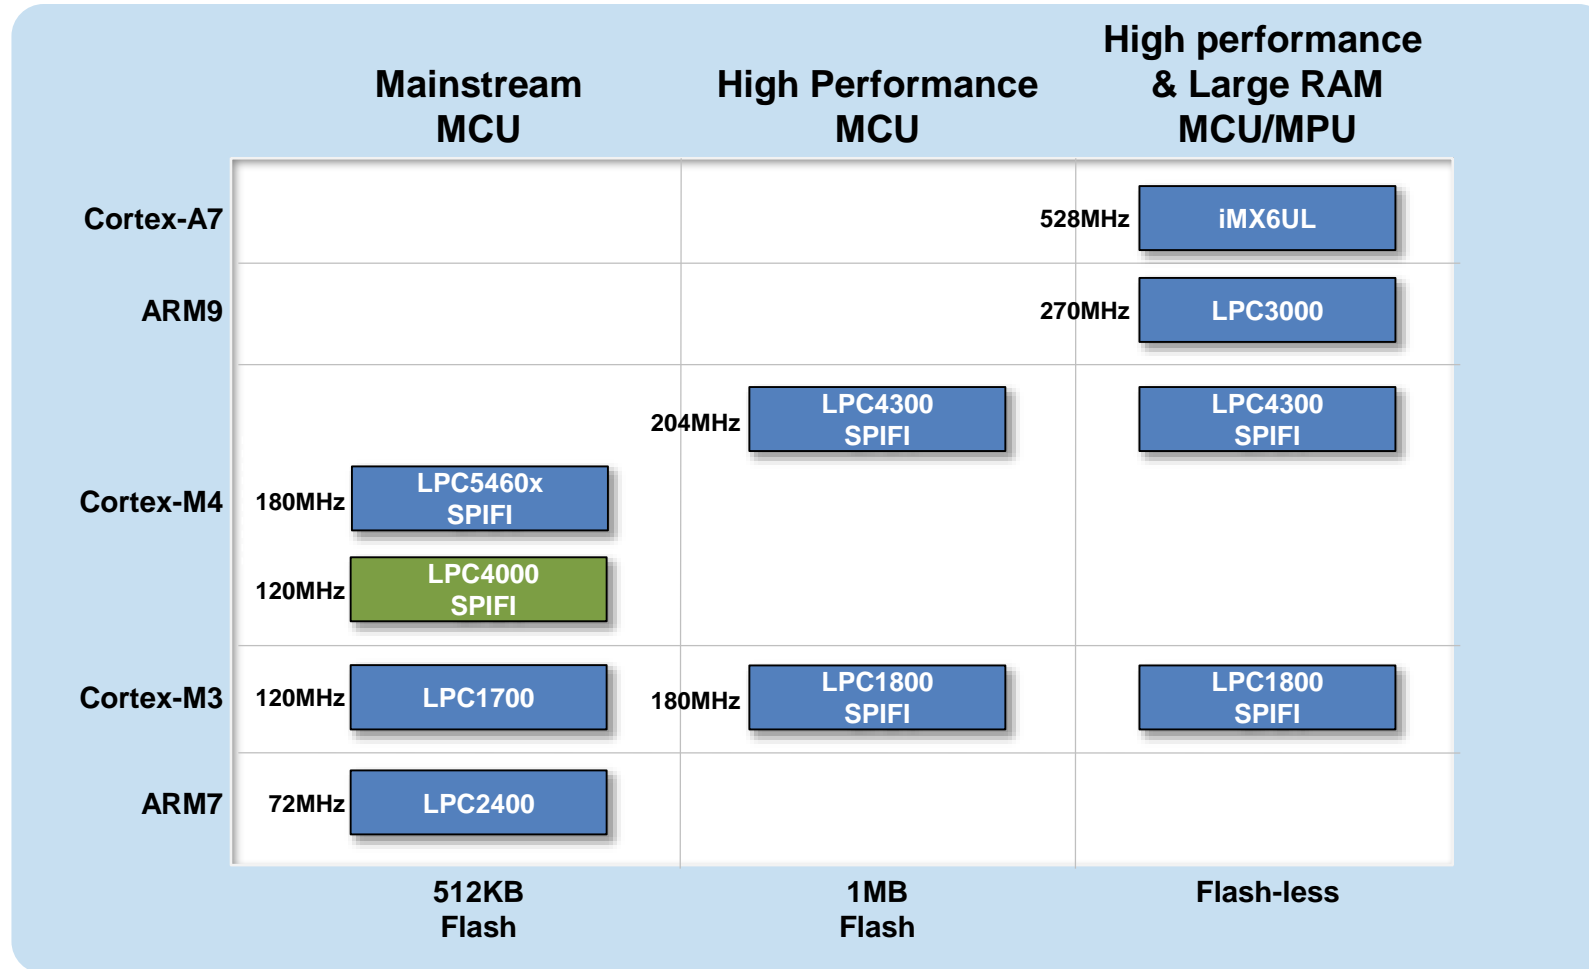 Mainstream
MCU
High Performance
MCU
High performance
& Large RAM
MCU/MPU
Cortex-A7
528MHz
iMX6UL
ARM9
270MHz
LPC3000
204MHz
LPC4300
SPIFI
LPC4300
SPIFI
Cortex-M4
180MHz
LPC5460x
SPIFI
120MHz
LPC4000
SPIFI
Cortex-M3
120MHz
LPC1700
180MHz
LPC1800
SPIFI
LPC1800
SPIFI
ARM7
72MHz
LPC2400
512KB
Flash
1MB
Flash
Flash-less